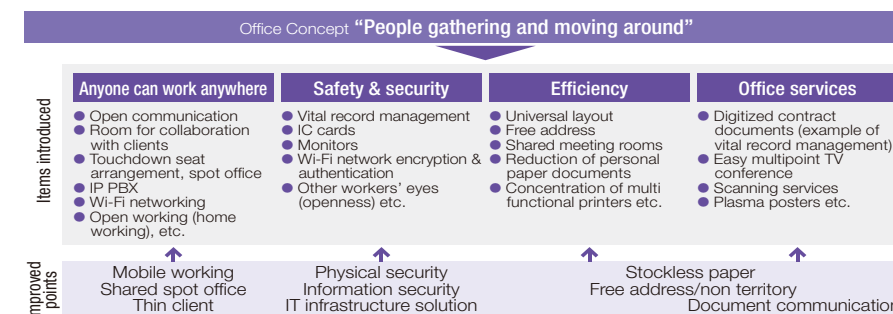 Office Concept “People gathering and moving around”
Items introduced
Anyone can work anywhere
● Open communication
● Room for collaboration
with clients
● Touchdown seat
arrangement, spot office
● IP PBX
● Wi-Fi networking
● Open working (home
working), etc.
Safety & security
● Vital record management
● IC cards
● Monitors
● Wi-Fi network encryption &
authentication
● Other workers’ eyes
(openness) etc.
Efficiency
● Universal layout
● Free address
● Shared meeting rooms
● Reduction of personal
paper documents
● Concentration of multi
functional printers etc.
Office services
● Digitized contract
documents (example of
vital record management)
● Easy multipoint TV
conference
● Scanning services
● Plasma posters etc.
mproved
points
Mobile working
Shared spot office
Thin client
Physical security
Information security
IT infrastructure solution
Stockless paper
Free address/non territory
Document communication